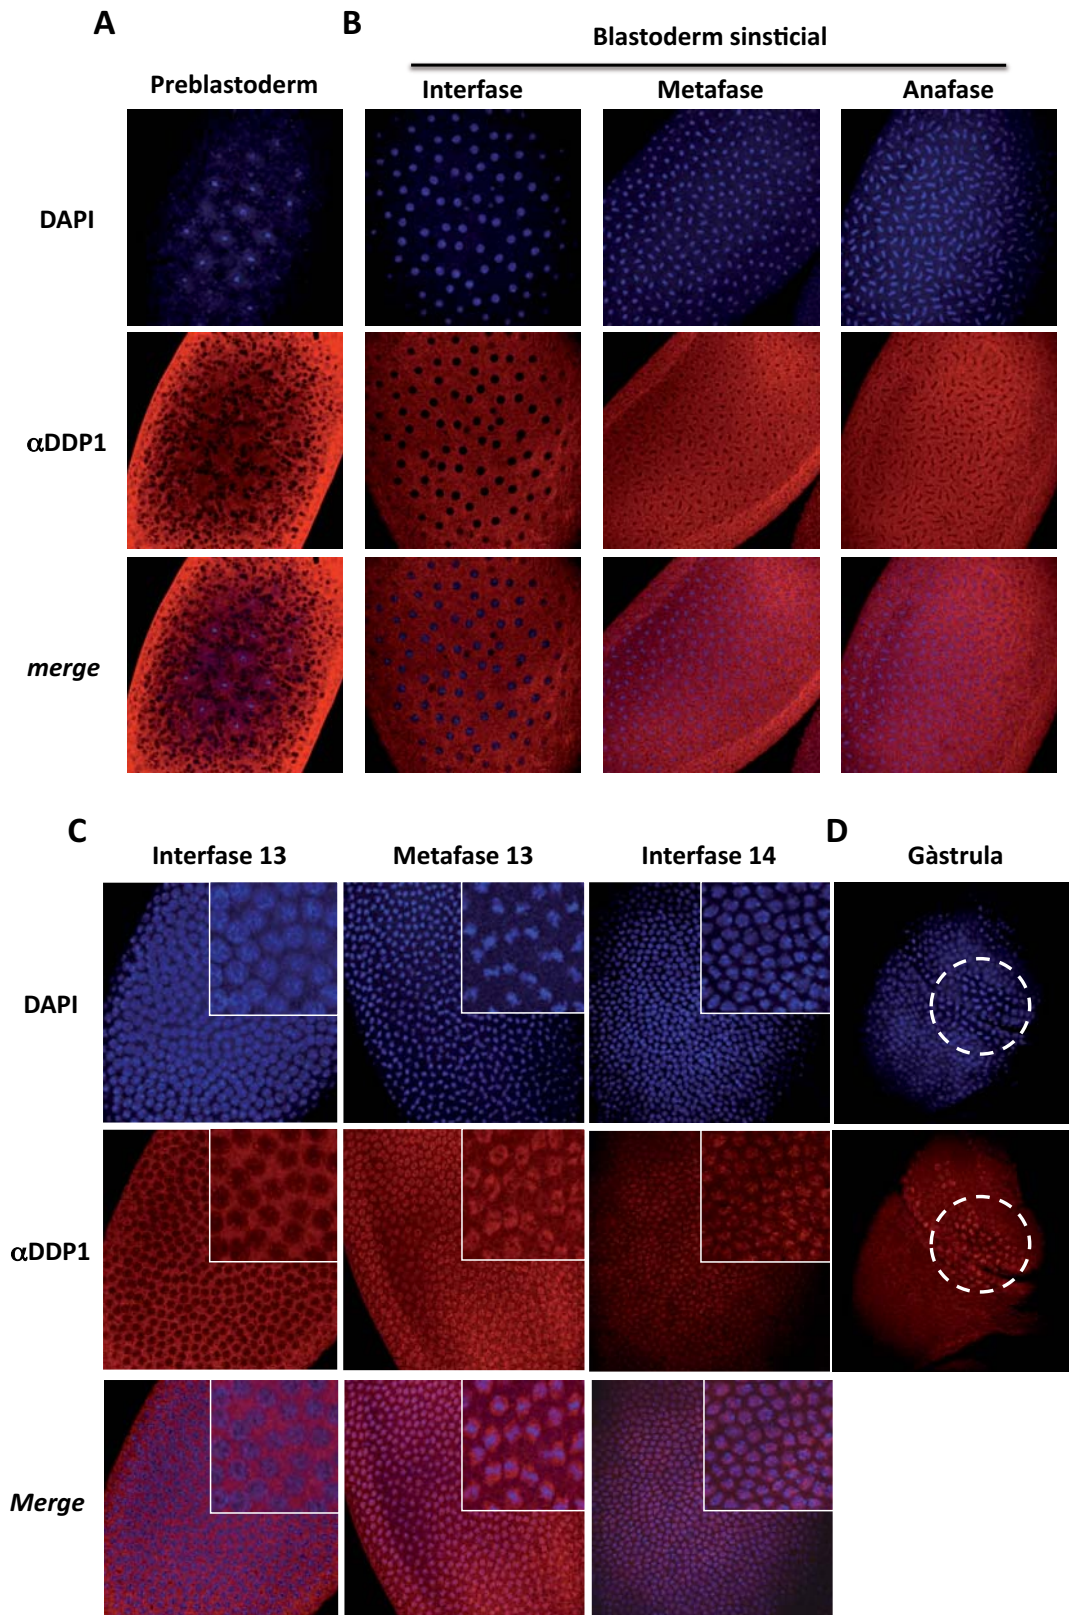 A
B
Blastoderm sinsticial
Preblastoderm
Interfase
Metafase
Anafase
DAPI
αDDP1
merge
C
D
Interfase 13
Metafase 13
Interfase 14
Gàstrula
DAPI
αDDP1
Merge